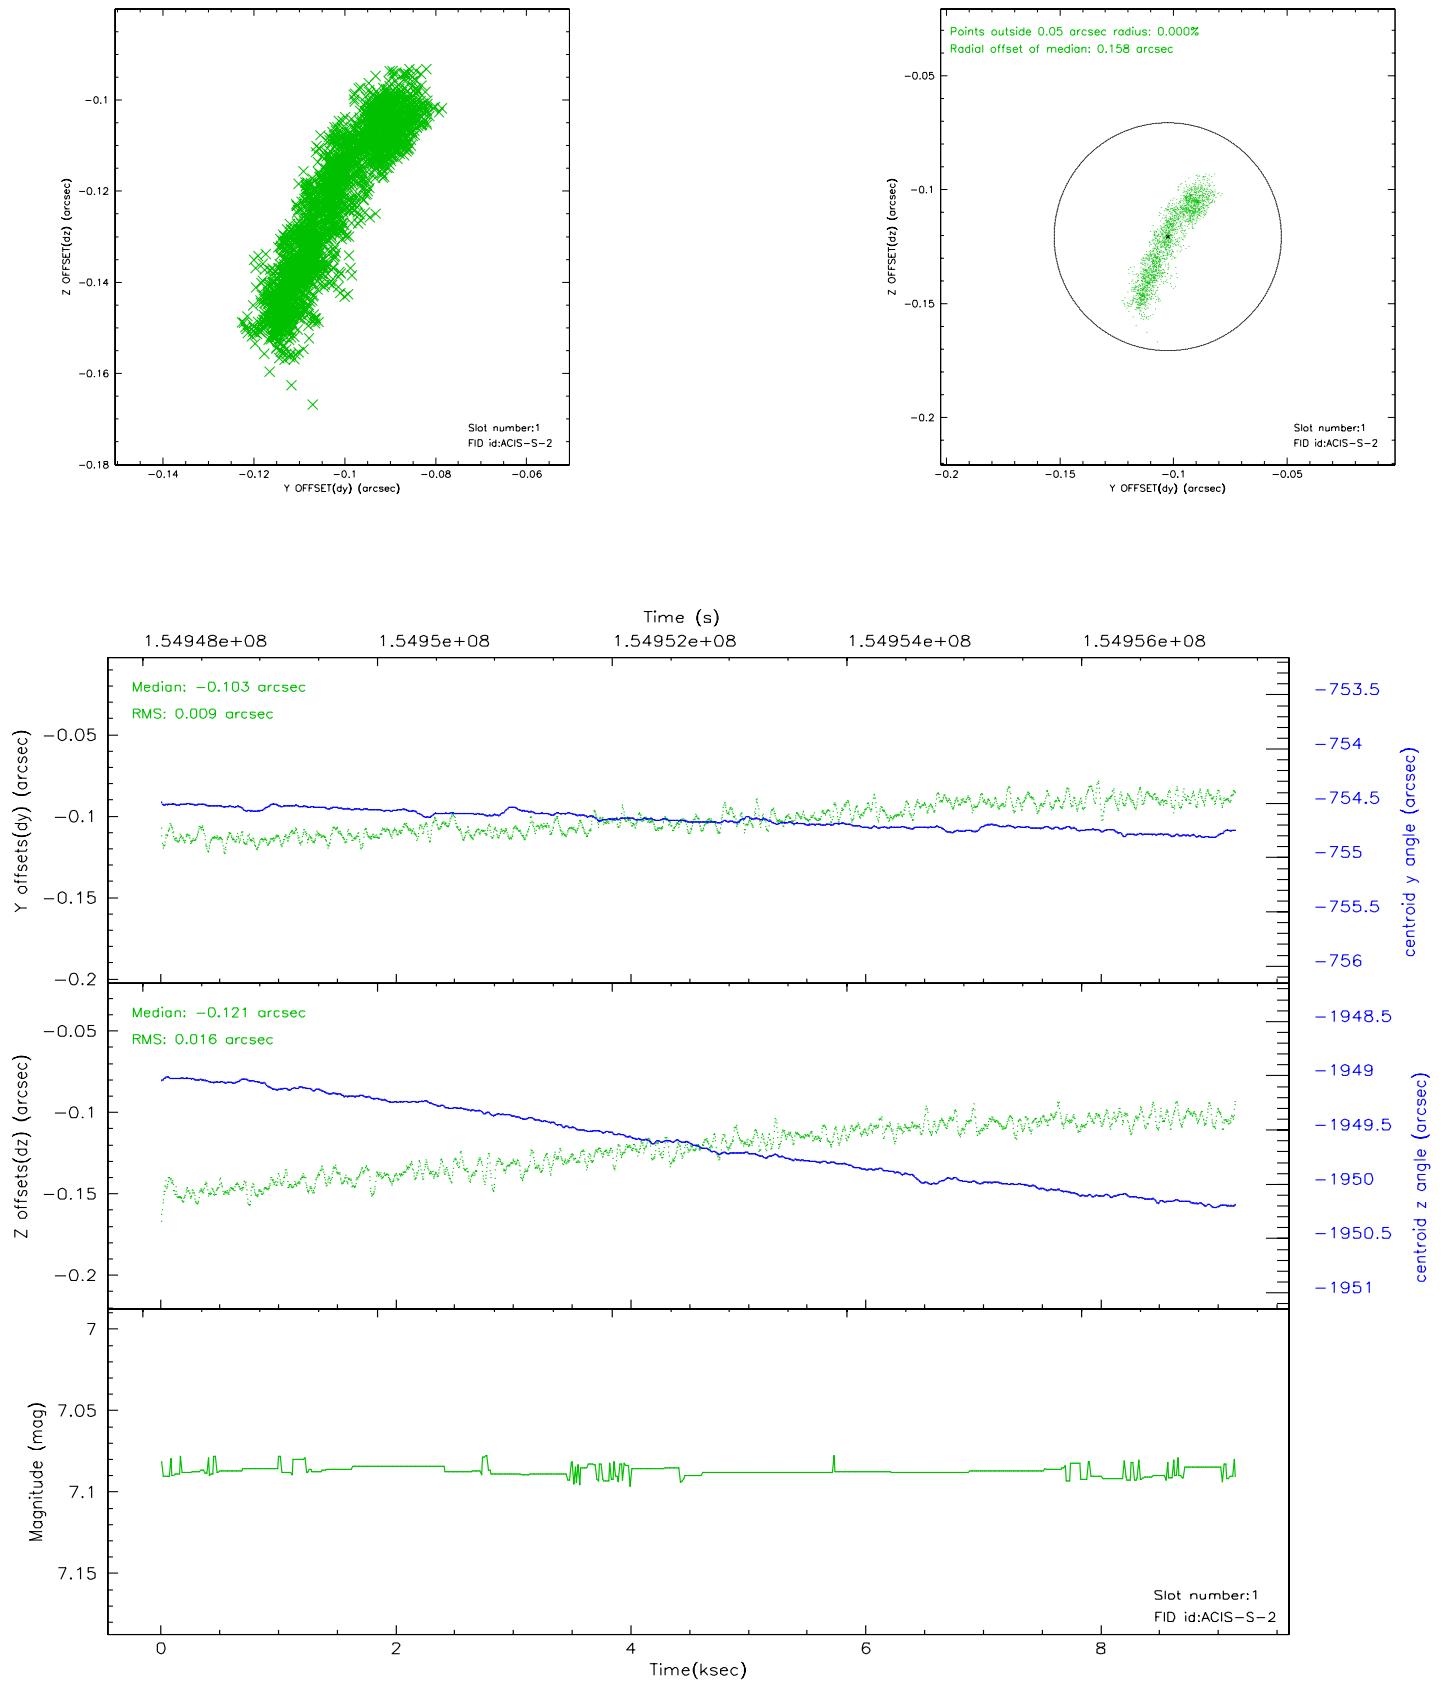 −0.1
−0.12
−0.14
−0.16
−0.18
Z OFFSET(dz) (arcsec)
Slot number:1
FID id:ACIS−S−2
−0.14 −0.12 −0.1 −0.08 −0.06
Y OFFSET(dy) (arcsec)
Points outside 0.05 arcsec radius: 0.000%
Radial offset of median: 0.158 arcsec
−0.05
−0.1
−0.15
−0.2
Z OFFSET(dz) (arcsec)
Slot number:1
FID id:ACIS−S−2
−0.2 −0.15 −0.1 −0.05
Y OFFSET(dy) (arcsec)
Time (s)
1.54948e+08 1.5495e+08 1.54952e+08 1.54954e+08 1.54956e+08
Median: −0.103 arcsec
RMS: 0.009 arcsec
−0.05
−0.1
−0.15
−0.2
Y offsets(dy) (arcsec)
−753.5
−754
−754.5
−755
−755.5
−756
centroid y angle (arcsec)
Median: −0.121 arcsec
RMS: 0.016 arcsec
−0.05
−0.1
−0.15
−0.2
Z offsets(dz) (arcsec)
−1948.5
−1949
−1949.5
−1950
−1950.5
−1951
centroid z angle (arcsec)
7
7.05
7.1
7.15
Magnitude (mag)
Slot number:1
FID id:ACIS−S−2
0 2 4 6 8
Time(ksec)